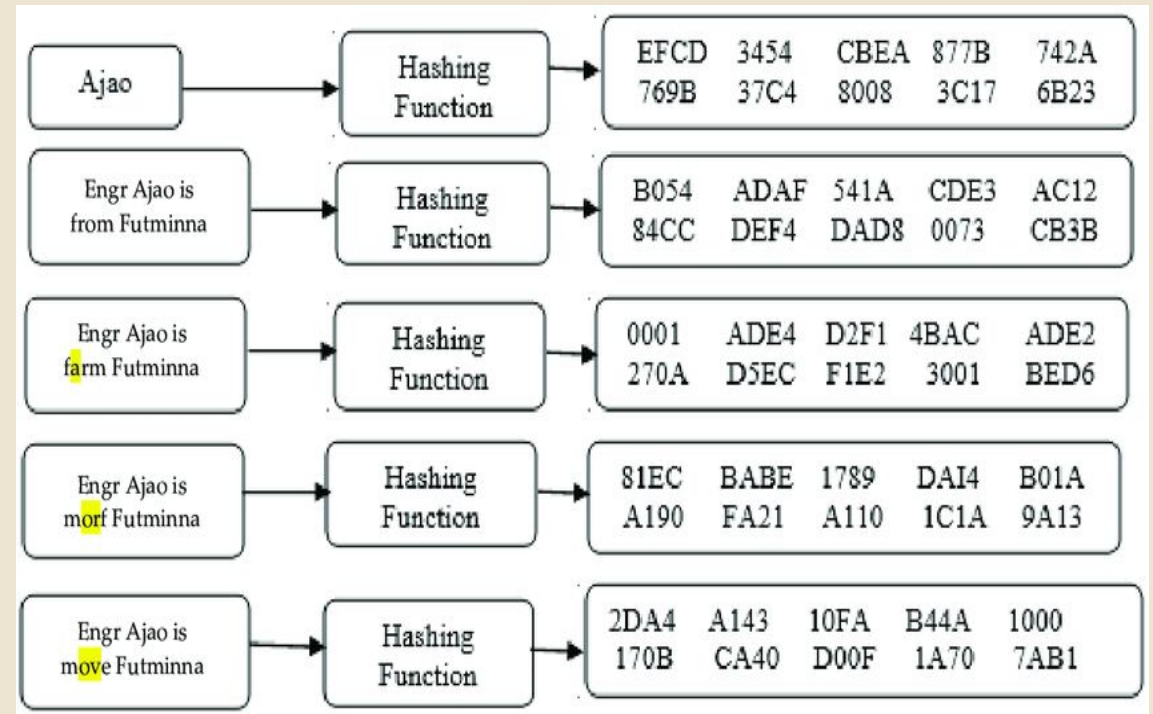 Ajao
Hashing
Function
EFCD 3454 CBEA 877B 742A
769B 37C4 8008 3C17 6B23
Engr Ajao is
from Futminna
Hashing
Function
B054 ADAF 541A CDE3 AC12
84CC DEF4 DAD8 0073 CB3B
Engr Ajao is
farm Futminna
Hashing
Function
0001 ADE4 D2F1 4BAC ADE2
270A D5EC F1E2 3001 BED6
Engr Ajao is
morf Futminna
Hashing
Function
81EC BABE 1789 DAI4 B01A
A190 FA21 A110 1C1A 9A13
Engr Ajao is
move Futminna
Hashing
Function
2DA4 A143 10FA B44A 1000
170B CA40 D00F 1A70 7AB1